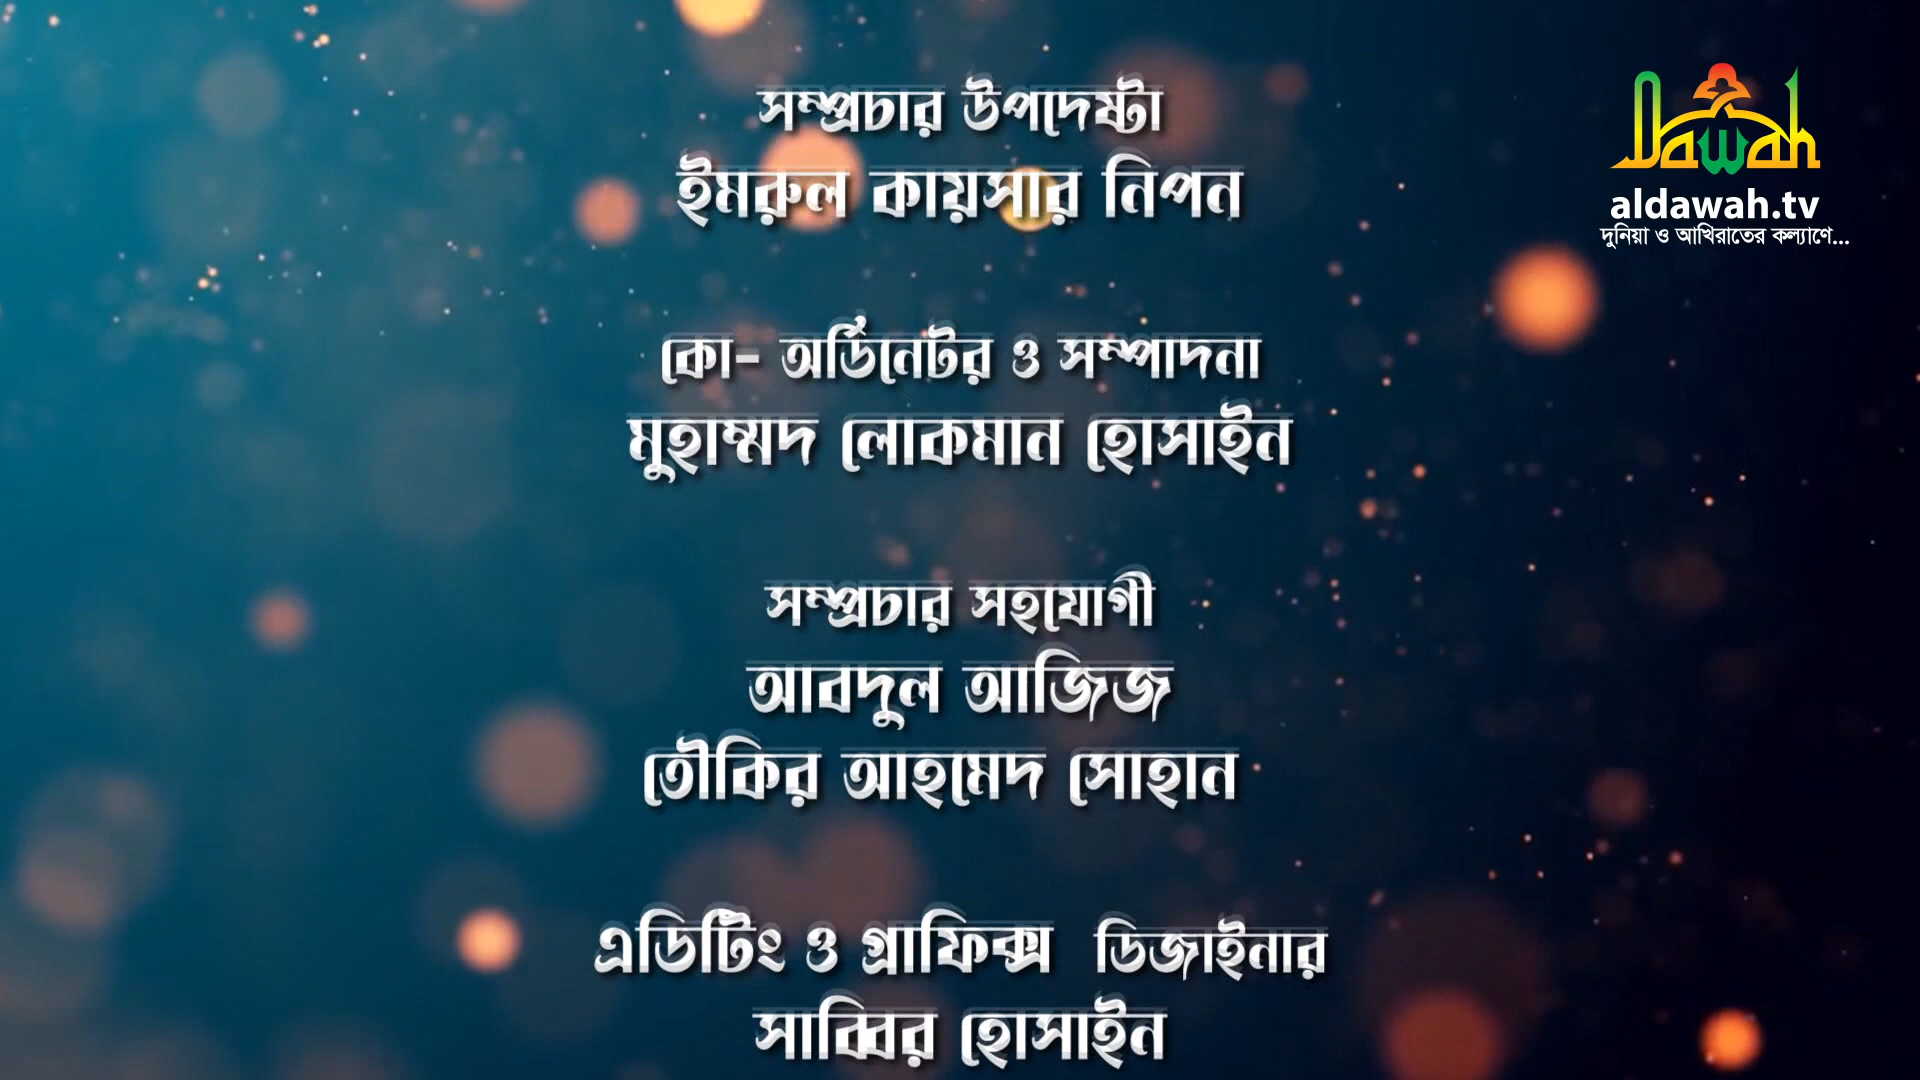 সম্প্রচার উপদেষ্টা
ইমরুল কায়সার নিপন
Dawah
aldawah.tv
দুনিয়া ও আখিরাতের কল্যাণে...
কো- অর্ডিনেটর ও সম্পাদনা
মুহাম্মদ লোকমান হোসাইন
সম্প্রচার সহযোগী
আবদুল আজিজ
তৌকির আহমেদ সোহান
এডিটিং ও গ্রাফিক্স ডিজাইনার
সাব্বির হোসাইন